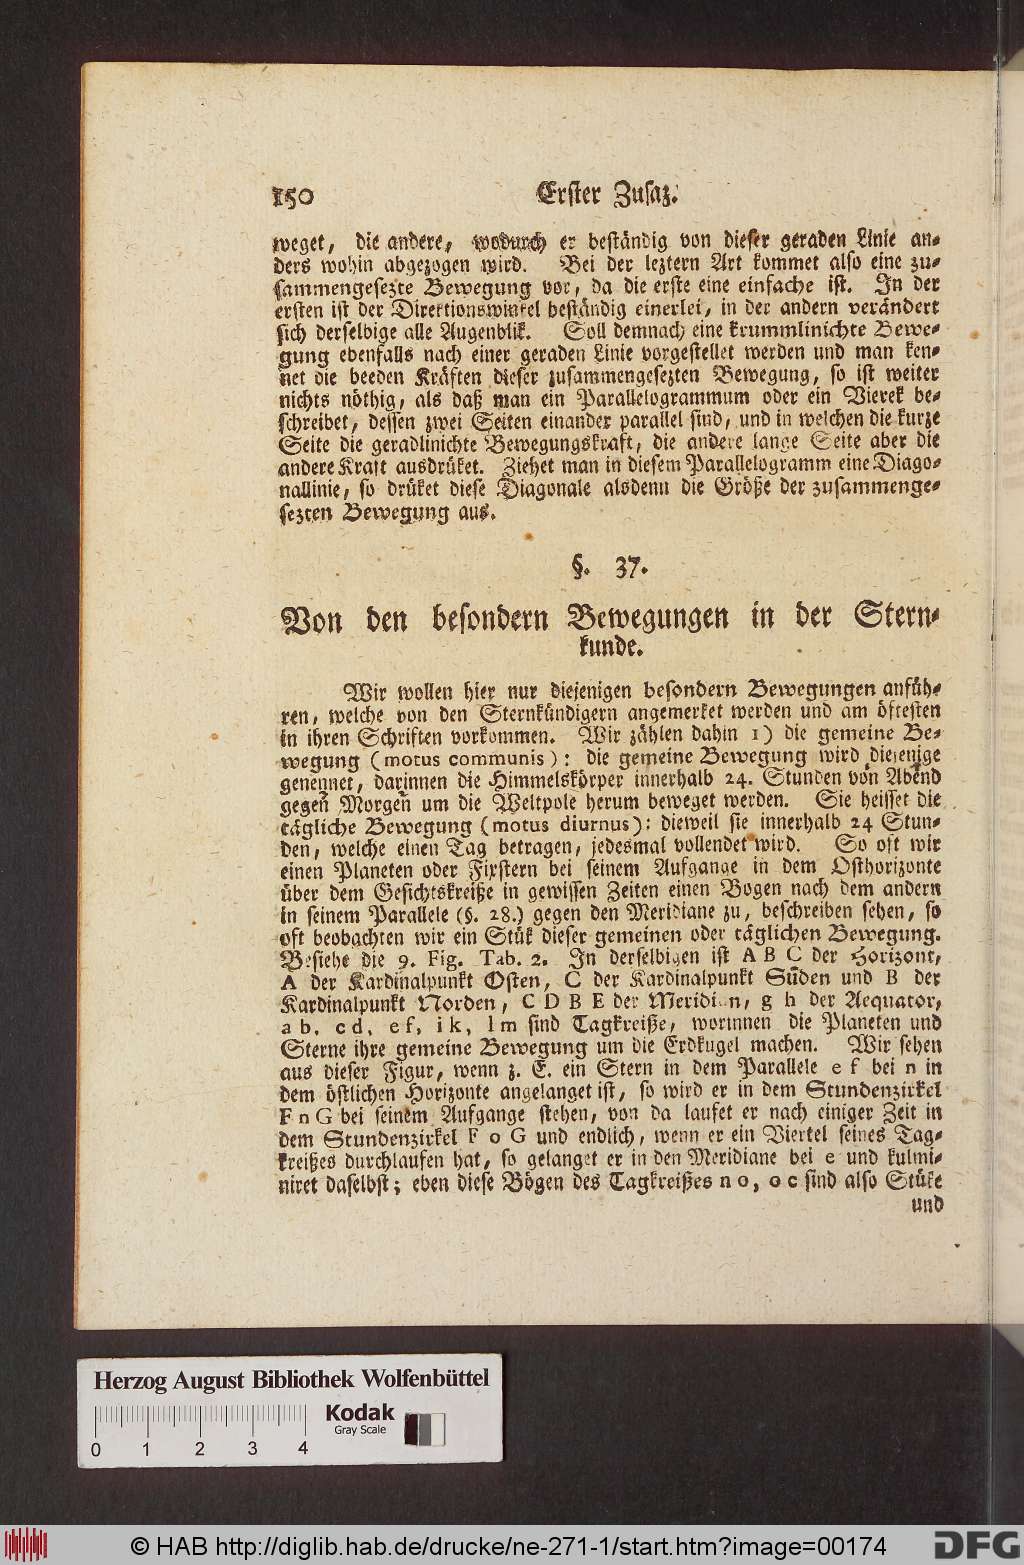 150 Erster Zusaz.
weget, die andere, wodurch er beständig von dieser geraden Linie an-
ders wohin abgezogen wird. Bei der leztern Art kommet also eine zu-
sammengesezte Bewegung vor, da die erste eine einfache ist. In der
ersten ist der Direktionswinkel beständig einerlei, in der andern verändert
sich derselbige alle Augenblik. Soll demnach eine krummlinichte Bewe-
gung ebenfalls nach einer geraden Linie vorgestellet werden und man ken-
net die beeden Kräften dieser zusammengesezten Bewegung, so ist weiter
nichts nöthig, als daß man ein Parallelogrammum oder ein Vierek be-
schreibet, dessen zwei Seiten einander parallel sind, und in welchen die kurze
Seite die geradlinichte Bewegungskraft, die andere lange Seite aber die
andere Kraft ausdrüket. Ziehet man in diesem Parallelogramm eine Diago-
nallinie, so drüket diese Diagonale alsdenn die Größe der zusammenge-
sezten Bewegung aus.
§. 37.
Von den besondern Bewegungen in der Stern-
kunde.
Wir wollen hier nur diejenigen besondern Bewegungen anfüh-
ren, welche von den Sternkündigern angemerket werden und am öftesten
in ihren Schriften vorkommen. Wir zählen dahin 1) die gemeine Be-
wegung (motus communis): die gemeine Bewegung wird diejenige
genennet, darinnen die Himmelskörper innerhalb 24. Stunden von Abend
gegen Morgen um die Weltpole herum beweget werden. Sie heisset die
tägliche Bewegung (motus diurnus): dieweil sie innerhalb 24 Stun-
den, welche einen Tag betragen, jedesmal vollendet wird. So oft wir
einen Planeten oder Fixstern bei seinem Aufgange in dem Osthorizonte
über dem Gesichtskreiße in gewissen Zeiten einen Bogen nach dem andern
in seinem Parallele (§. 28.) gegen den Meridiane zu, beschreiben sehen, so
oft beobachten wir ein Stük dieser gemeinen oder täglichen Bewegung.
Besiehe die 9. Fig. Tab. 2. In derselbigen ist A B C der Horizont,
A der Kardinalpunkt Osten, C der Kardinalpunkt Süden und B der
Kardinalpunkt Norden, C D B E der Meridian, g h der Aequator,
a b, c d, e f, i k, l m sind Tagkreiße, worinnen die Planeten und
Sterne ihre gemeine Bewegung um die Erdkugel machen. Wir sehen
aus dieser Figur, wenn z. E. ein Stern in dem Parallele e f bei n in
dem östlichen Horizonte angelanget ist, so wird er in dem Stundenzirkel
F n G bei seinem Aufgange stehen, von da laufet er nach einiger Zeit in
dem Stundenzirkel F o G und endlich, wenn er ein Viertel seines Tag-
kreißes durchlaufen hat, so gelanget er in den Meridiane bei e und kulmi-
niret daselbst; eben diese Bögen des Tagkreißes n o, o c sind also Stüke
und
Herzog August Bibliothek Wolfenbüttel
Kodak
Gray Scale
0 1 2 3 4
© HAB http://diglib.hab.de/drucke/ne-271-1/start.htm?image=00174
DFG